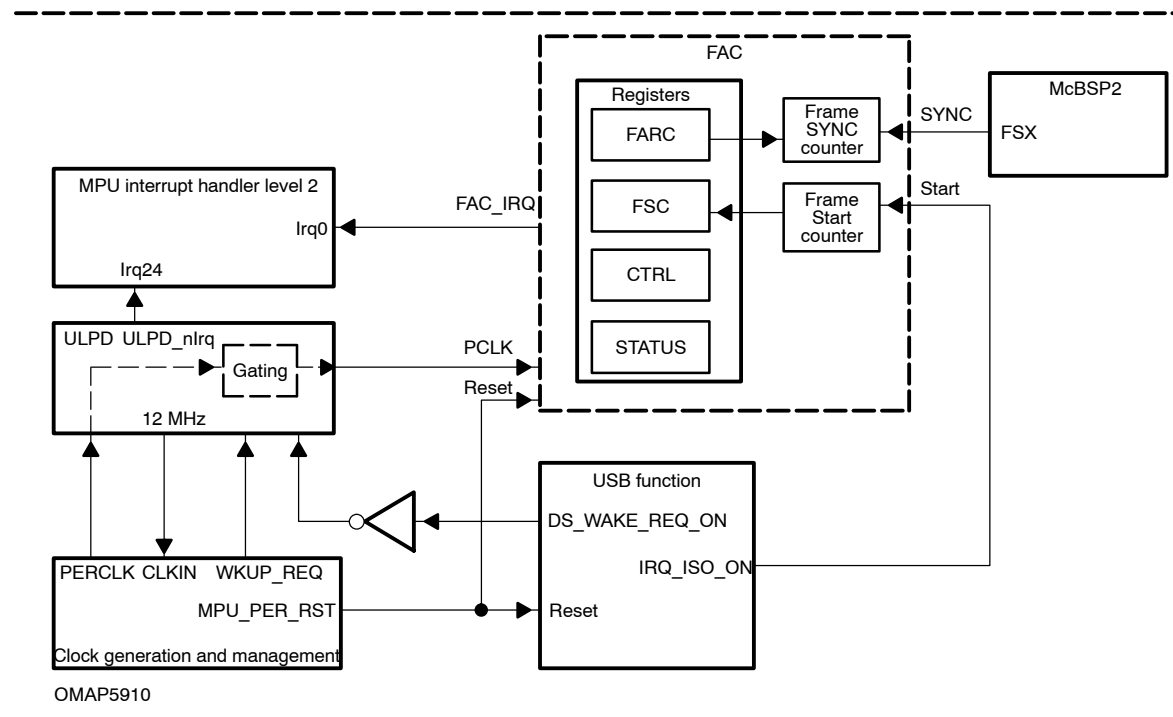 FAC
Registers
McBSP2
FARC
Frame
SYNC
counter
SYNC
FSX
MPU interrupt handler level 2
FAC_IRQ
Irq0
FSC
Frame
Start
counter
Start
Irq24
CTRL
ULPD ULPD_nIrq
Gating
PCLK
STATUS
Reset
12 MHz
USB function
DS_WAKE_REQ_ON
IRQ_ISO_ON
PERCLK CLKIN WKUP_REQ
MPU_PER_RST
Reset
Clock generation and management
OMAP5910